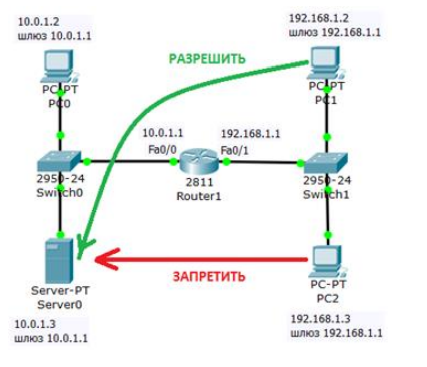 10.0.1.2
шлюз 10.0.1.1
PC-PT
PC0
192.168.1.2
шлюз 192.168.1.1
PC-PT
PC1
РАЗРЕШИТЬ
10.0.1.1
Fa0/0
192.168.1.1
Fa0/1
2950-24
Switch0
2811
Router1
2950-24
Switch1
ЗАПРЕТИТЬ
Server-PT
Server0
10.0.1.3
шлюз 10.0.1.1
PC-PT
PC2
192.168.1.3
шлюз 192.168.1.1